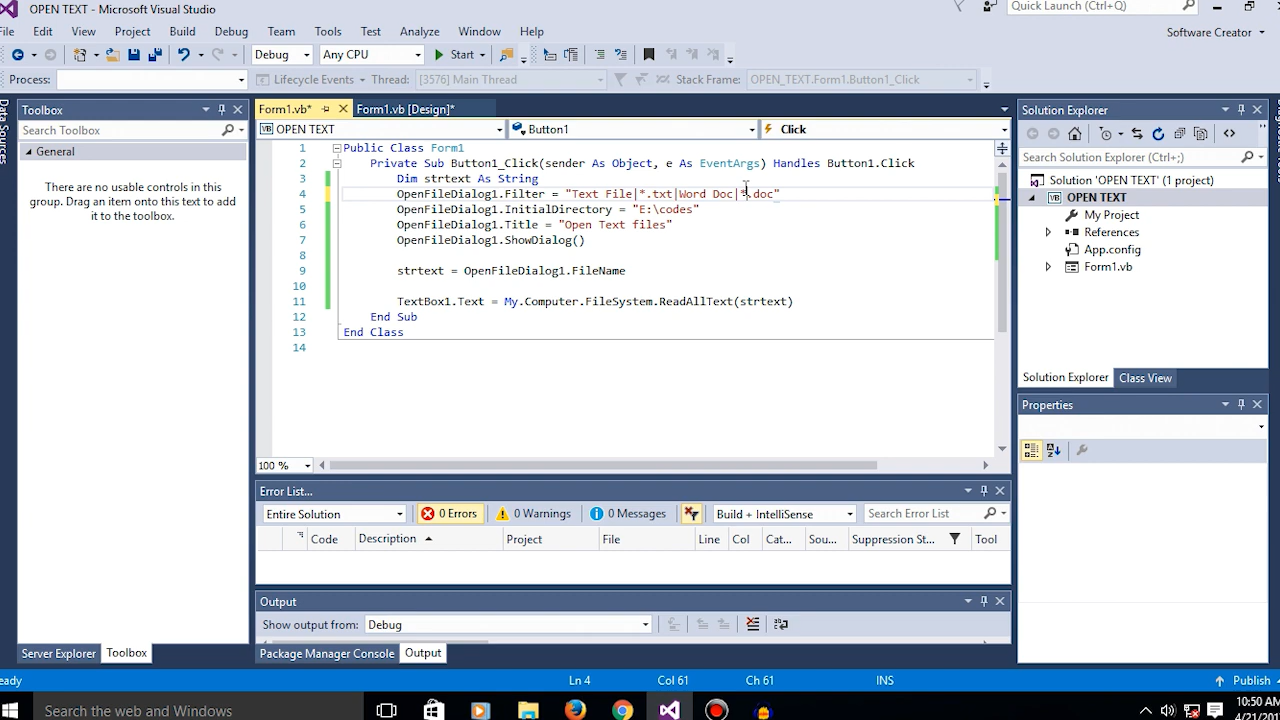 OPEN TEXT - Microsoft Visual Studio
Quick Launch (Ctrl+Q)
File Edit View Project Build Debug Team Tools Test Analyze Window Help
Software Creator
Debug Any CPU Start
Process: Lifecycle Events Thread: [3576] Main Thread Stack Frame: OPEN_TEXT.Form1.Button1_Click
Data Sources
Toolbox
Search Toolbox
General
There are no usable controls in this group. Drag an item onto this text to add it to the toolbox.
Form1.vb* Form1.vb [Design]*
OPEN TEXT Button1 Click
1 Public Class Form1
2 Private Sub Button1_Click(sender As Object, e As EventArgs) Handles Button1.Click
3 Dim strtext As String
4 OpenFileDialog1.Filter = "Text File|*.txt|Word Doc|*.doc"
5 OpenFileDialog1.InitialDirectory = "E:\codes"
6 OpenFileDialog1.Title = "Open Text files"
7 OpenFileDialog1.ShowDialog()
8
9 strtext = OpenFileDialog1.FileName
10
11 TextBox1.Text = My.Computer.FileSystem.ReadAllText(strtext)
12 End Sub
13 End Class
14
100 %
Solution Explorer
Search Solution Explorer (Ctrl+;)
Solution 'OPEN TEXT' (1 project)
OPEN TEXT
My Project
References
App.config
Form1.vb
Solution Explorer Class View
Properties
Error List...
Entire Solution 0 Errors 0 Warnings 0 Messages Build + IntelliSense Search Error List
Code Description Project File Line Col Cat... Sou... Suppression St... Tool
Output
Show output from: Debug
Server Explorer Toolbox Package Manager Console Output
eady Ln 4 Col 61 Ch 61 INS Publish
Search the web and Windows
10:50 AM